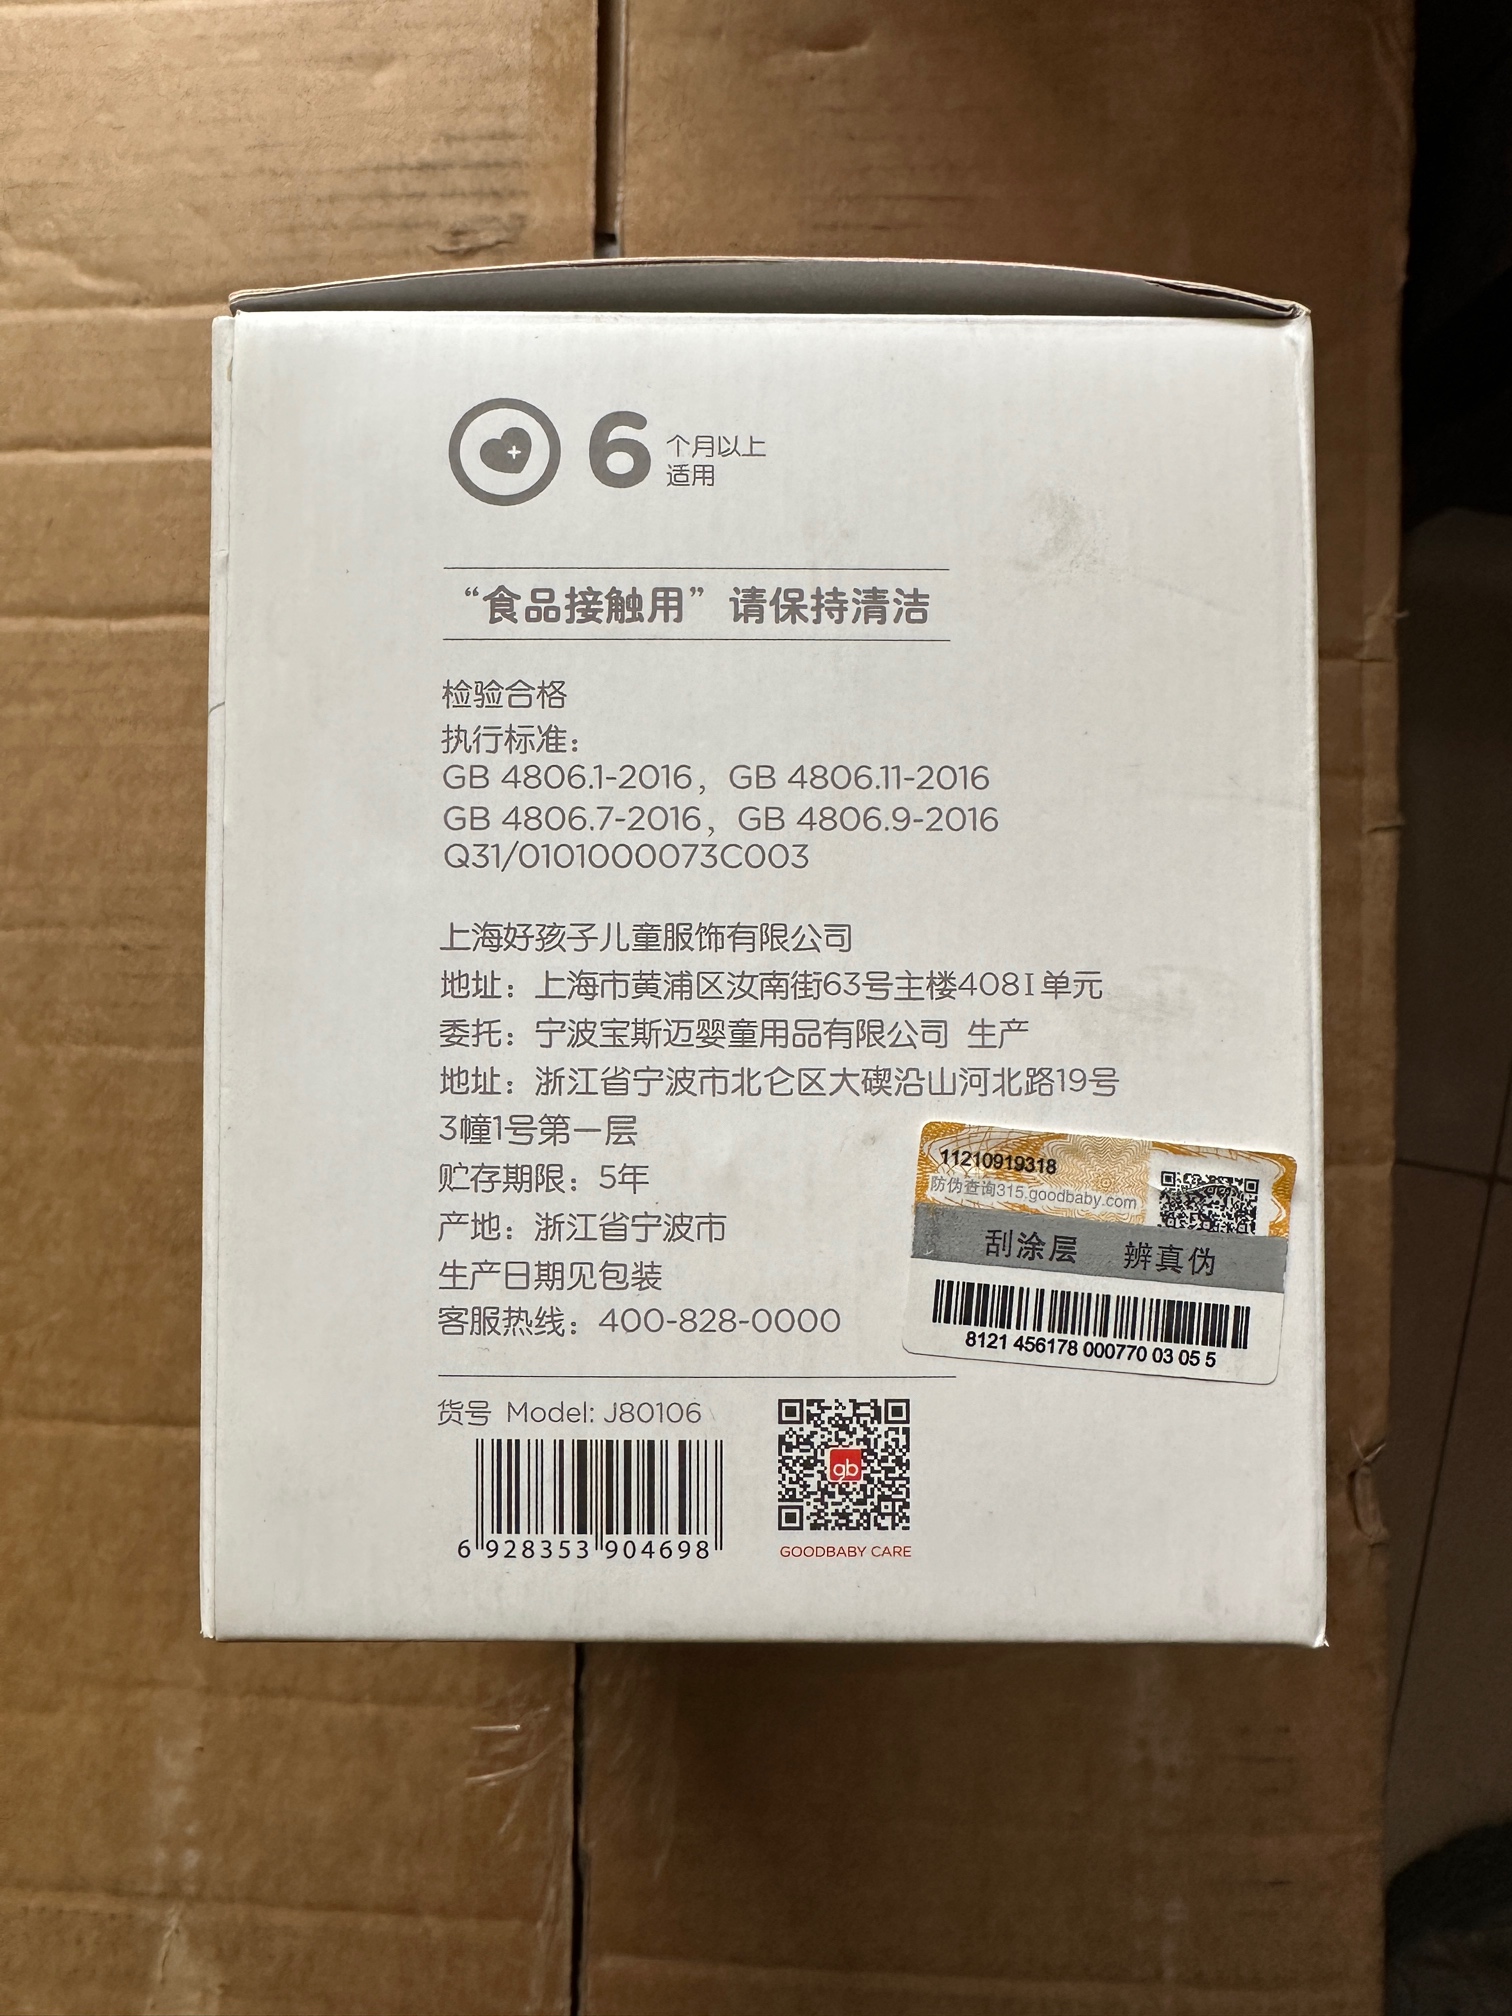 6
个月以上
适用
“食品接触用” 请保持清洁
检验合格
执行标准：
GB 4806.1-2016，GB 4806.11-2016
GB 4806.7-2016，GB 4806.9-2016
Q31/0101000073C003
上海好孩子儿童服饰有限公司
地址：上海市黄浦区汝南街63号主楼408I单元
委托：宁波宝斯迈婴童用品有限公司 生产
地址：浙江省宁波市北仑区大碶沿山河北路19号
3幢1号第一层
贮存期限：5年
产地：浙江省宁波市
生产日期见包装
客服热线：400-828-0000
11210919318
防伪查询315.goodbaby.com
刮涂层 辨真伪
8121 456178 000770 03 05 5
货号 Model: J80106
6 928353 904698
gb
GOODBABY CARE